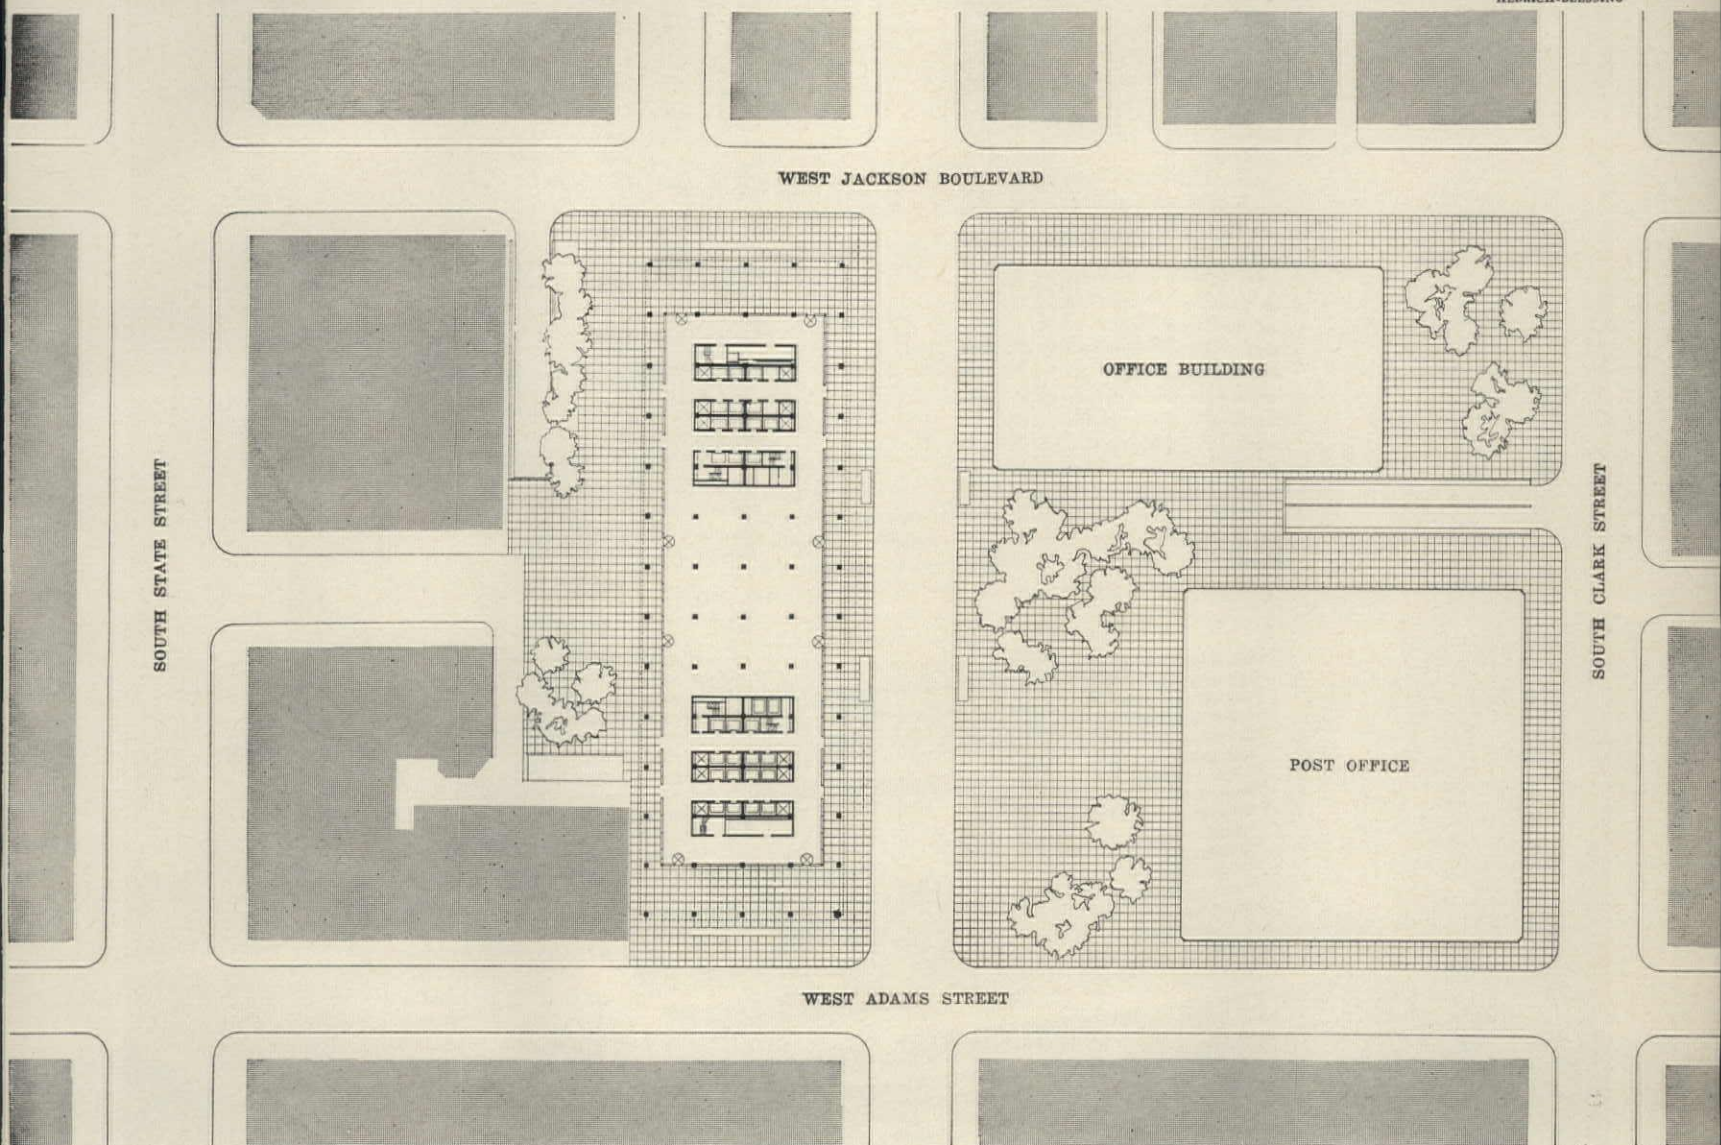 WEST JACKSON BOULEVARD
OFFICE BUILDING
SOUTH STATE STREET
SOUTH CLARK STREET
POST OFFICE
WEST ADAMS STREET